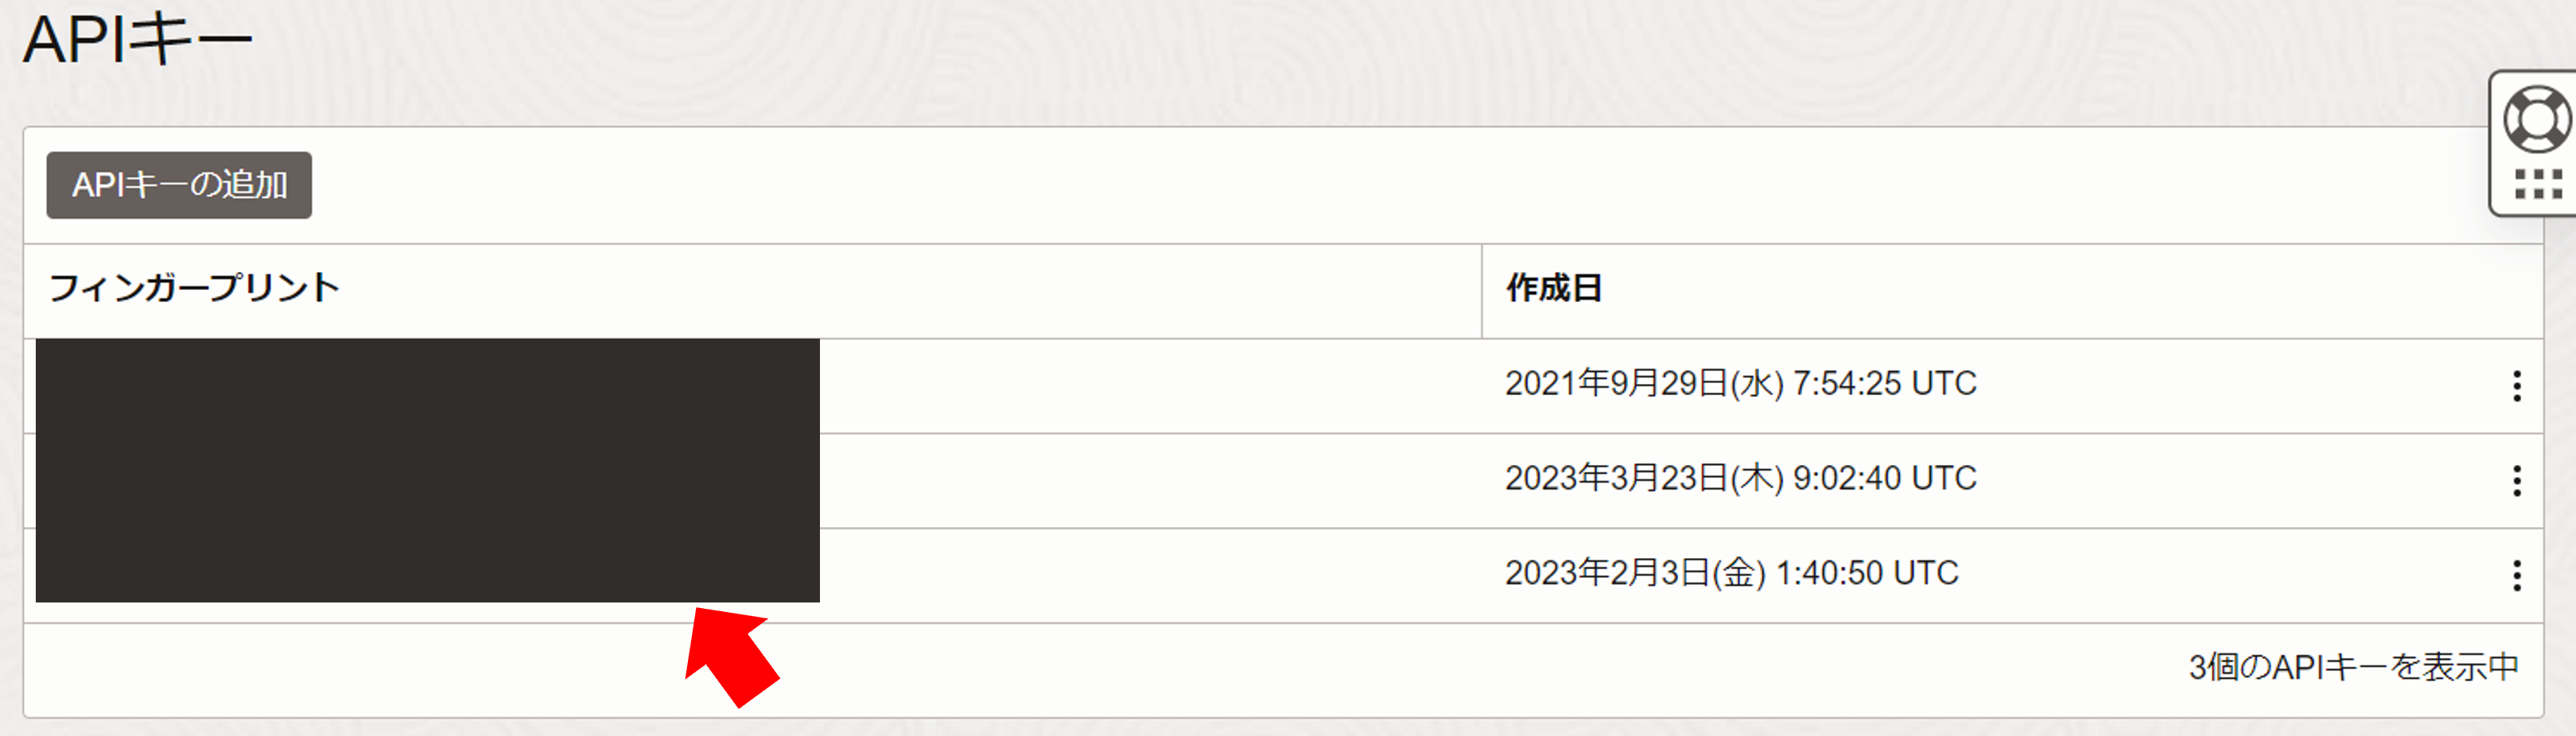 APIキー
APIキーの追加
フィンガープリント 作成日
2021年9月29日(水) 7:54:25 UTC
2023年3月23日(木) 9:02:40 UTC
2023年2月3日(金) 1:40:50 UTC
3個のAPIキーを表示中